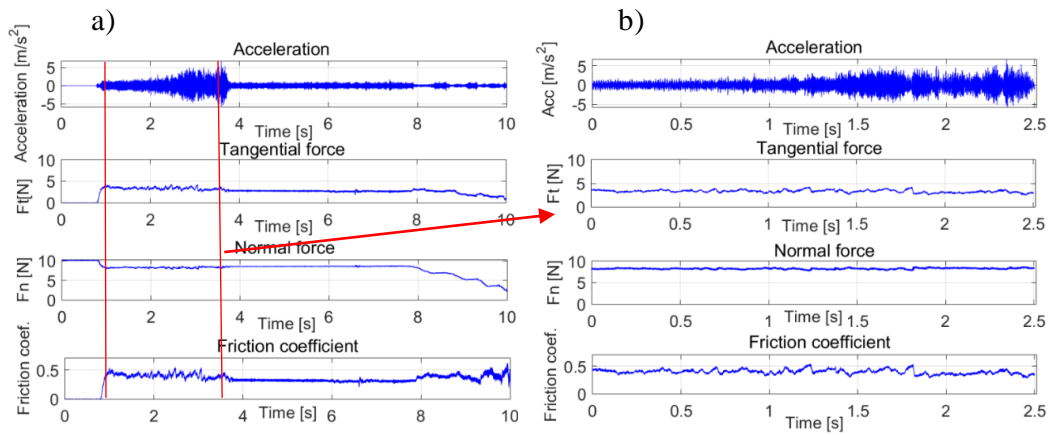 a)
Acceleration
Acceleration [m/s²]
5
0
-5
0 2 4 6 8 10
Time [s]
Tangential force
Ft[N]
10
5
0
0 2 4 6 8 10
Normal force
Fn [N]
10
5
0
0 2 4 6 8 10
Time [s]
Friction coefficient
Friction coef.
0.5
0
0 2 4 6 8 10
Time [s]
b)
Acceleration
Acc [m/s²]
5
0
-5
0 0.5 1 1.5 2 2.5
Time [s]
Tangential force
Ft [N]
10
5
0
0 0.5 1 1.5 2 2.5
Time [s]
Normal force
Fn [N]
10
5
0
0 0.5 1 1.5 2 2.5
Time [s]
Friction coefficient
Friction coef.
0.5
0
0 0.5 1 1.5 2 2.5
Time [s]